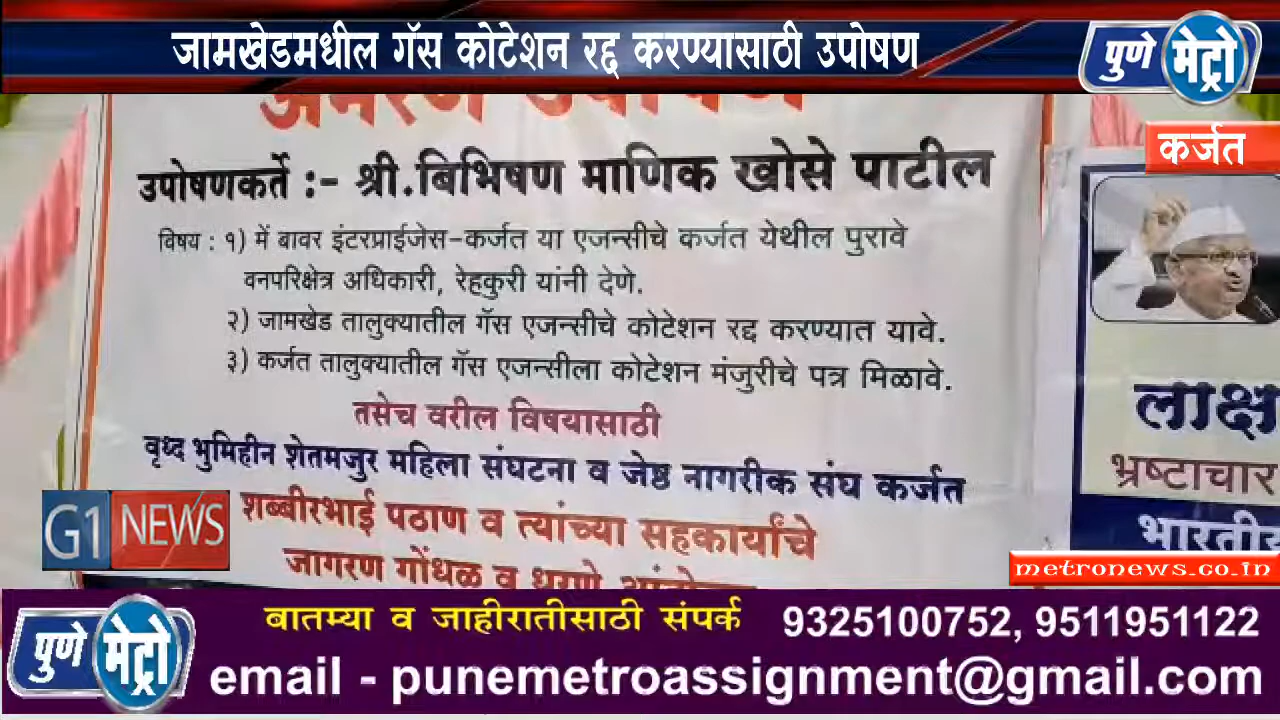 जामखेडमधील गॅस कोटेशन रद्द करण्यासाठी उपोषण
पुणे मेट्रो
कर्जत
उपोषणकर्ते :- श्री.बिभिषण माणिक खोसे पाटील
विषय : १) में बावर इंटरप्राईजेस-कर्जत या एजन्सीचे कर्जत येथील पुरावे
वनपरिक्षेत्र अधिकारी, रेहकुरी यांनी देणे.
२) जामखेड तालुक्यातील गॅस एजन्सीचे कोटेशन रद्द करण्यात यावे.
३) कर्जत तालुक्यातील गॅस एजन्सीला कोटेशन मंजुरीचे पत्र मिळावे.
तसेच वरील विषयासाठी
वृध्द भुमिहीन शेतमजुर महिला संघटना व जेष्ठ नागरीक संघ कर्जत
शब्बीरभाई पठाण व त्यांच्या सहकार्यांचे
जागरण गोंधळ व धरणे
लाक्ष
भ्रष्टाचार
भारतीय
G1 NEWS
metronews.co.in
पुणे मेट्रो
बातम्या व जाहीरातीसाठी संपर्क 9325100752, 9511951122
email - punemetroassignment@gmail.com